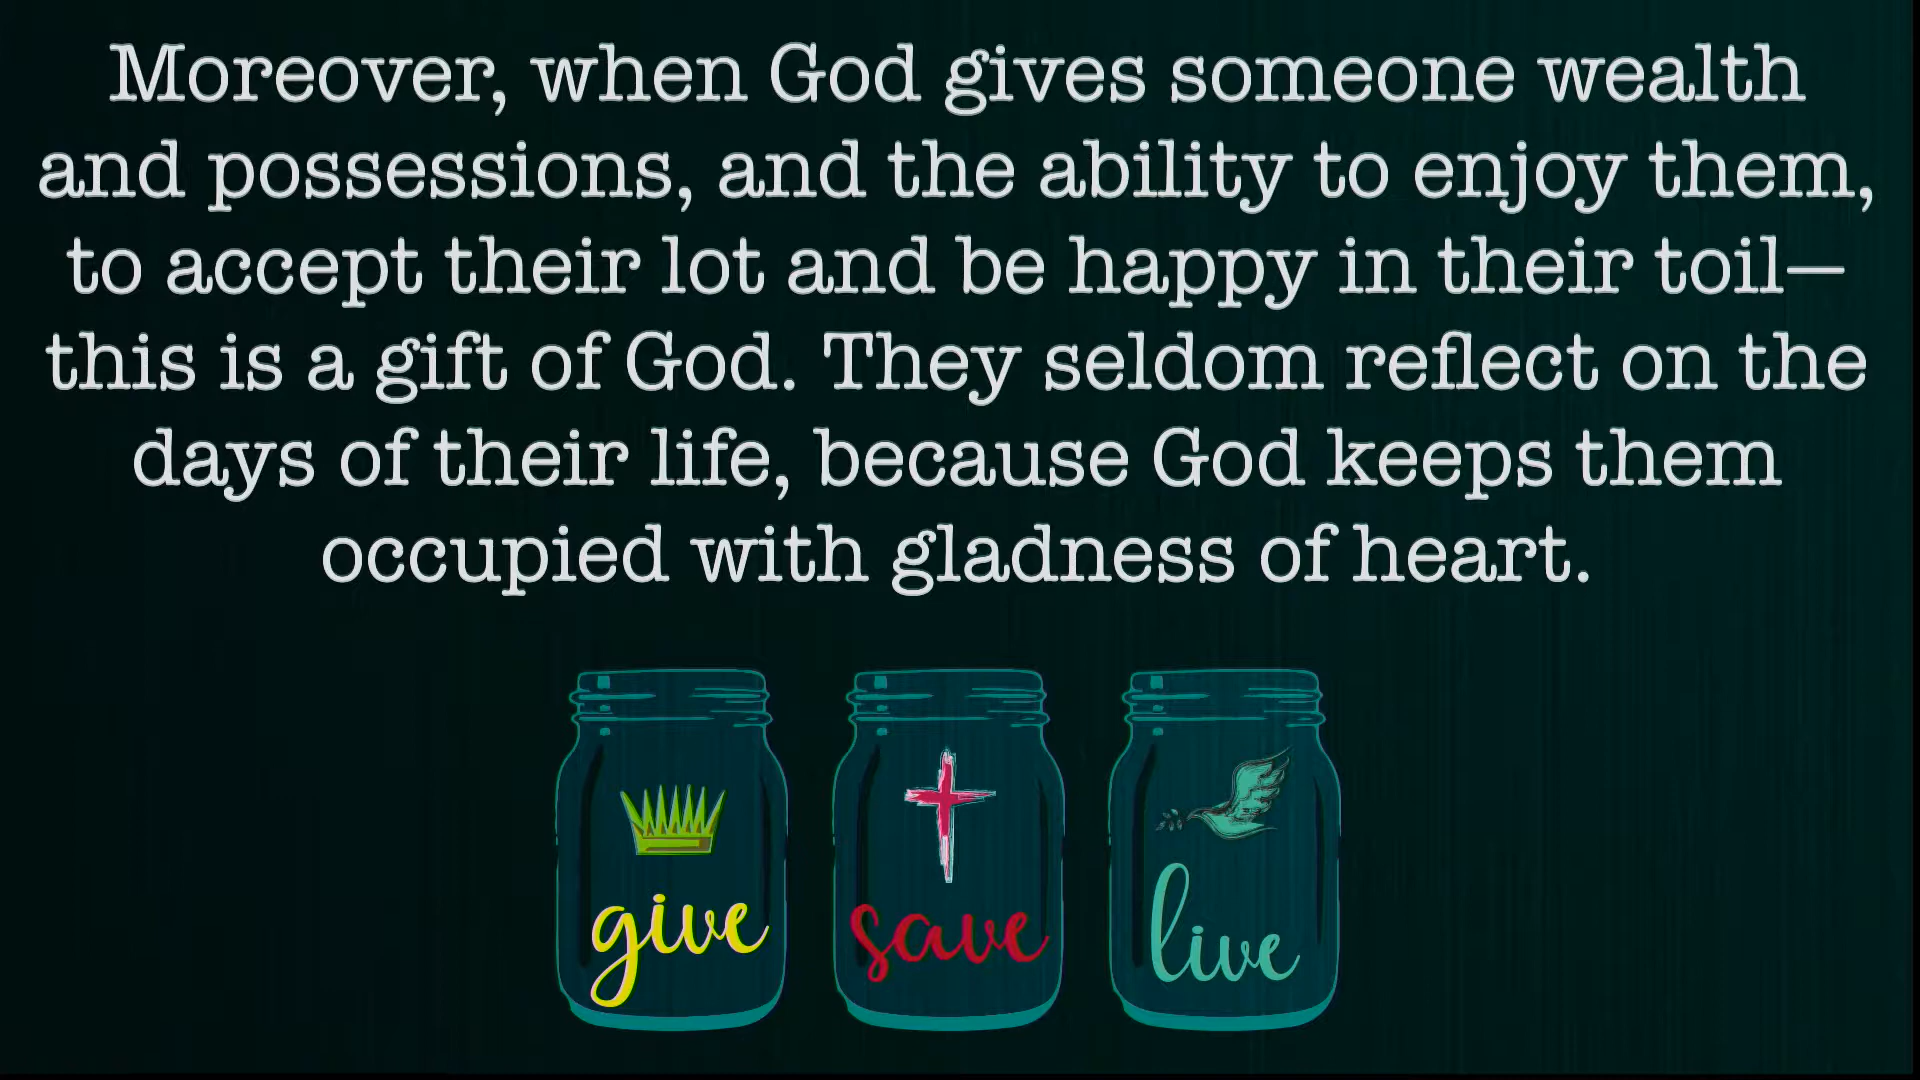 Moreover, when God gives someone wealth
and possessions, and the ability to enjoy them,
to accept their lot and be happy in their toil—
this is a gift of God. They seldom reflect on the
days of their life, because God keeps them
occupied with gladness of heart.
give
save
live